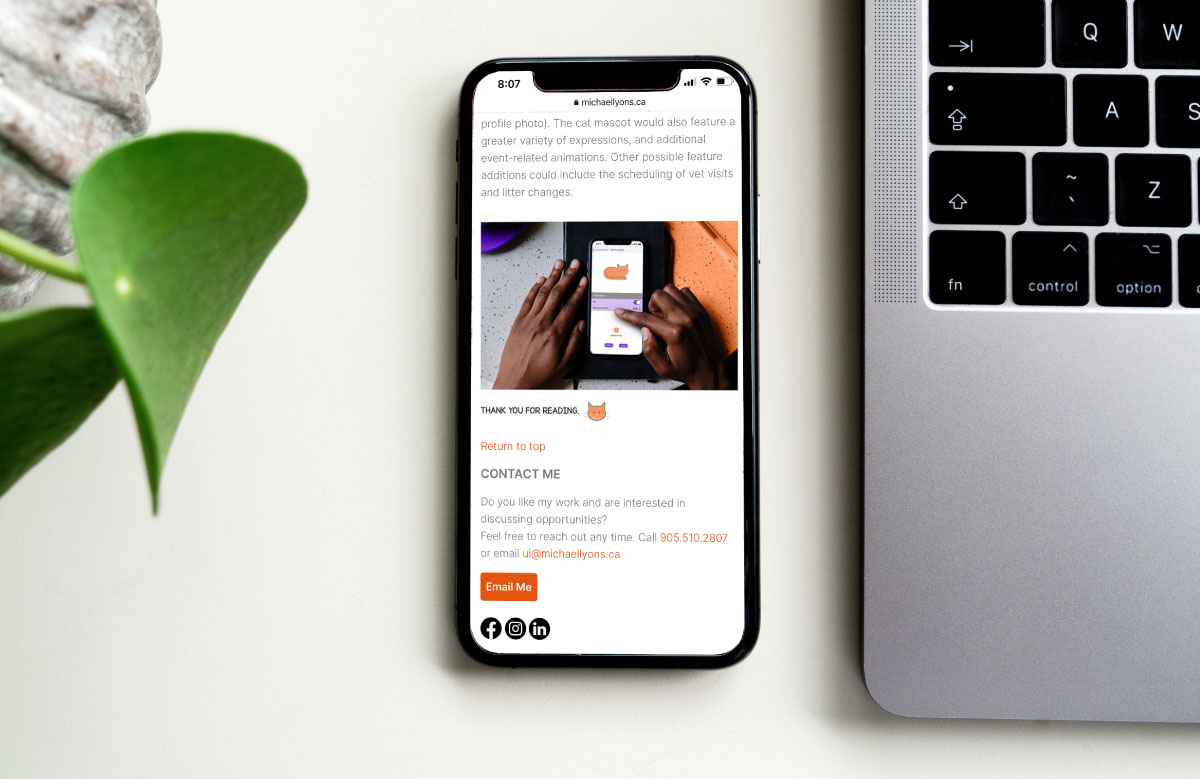 8:07
michaellyons.ca
profile photo). The cat mascot would also feature a
greater variety of expressions, and additional
event-related animations. Other possible feature
additions could include the scheduling of vet visits
and litter changes.
THANK YOU FOR READING.
Return to top
CONTACT ME
Do you like my work and are interested in
discussing opportunities?
Feel free to reach out any time. Call 905.510.2807
or email ui@michaellyons.ca
Email Me
Q W
A S
~
` Z
fn control option